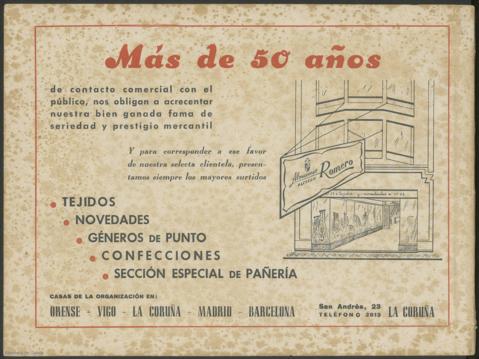 Más de 50 años
de contacto comercial con el
público, nos obligan a acrecentar
nuestra bien ganada fama de
seriedad y prestigio mercantil
Y para corresponder a ese favor
de nuestra selecta clientela, presen-
tamos siempre los mayores surtidos
Almacenes
Romero
TEJIDOS
NOVEDADES
GÉNEROS DE PUNTO
CONFECCIONES
SECCIÓN ESPECIAL DE PAÑERÍA
CASAS DE LA ORGANIZACIÓN EN:
ORENSE - VIGO - LA CORUÑA - MADRID - BARCELONA
San Andrés, 23
TELÉFONO 2013
LA CORUÑA